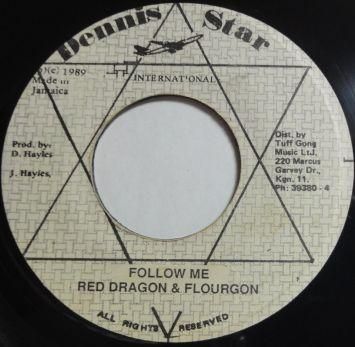 Dennis Star
INTERNATIONAL
(p)(c) 1989
Made in
Jamaica
Prod. by:
D. Hayles
J. Hayles,
Dist. by
Tuff Gong
Music Ltd,
220 Marcus
Garvey Dr.,
Kgn. 11.
Ph: 39380 - 4
FOLLOW ME
RED DRAGON & FLOURGON
ALL RIGHTS RESERVED